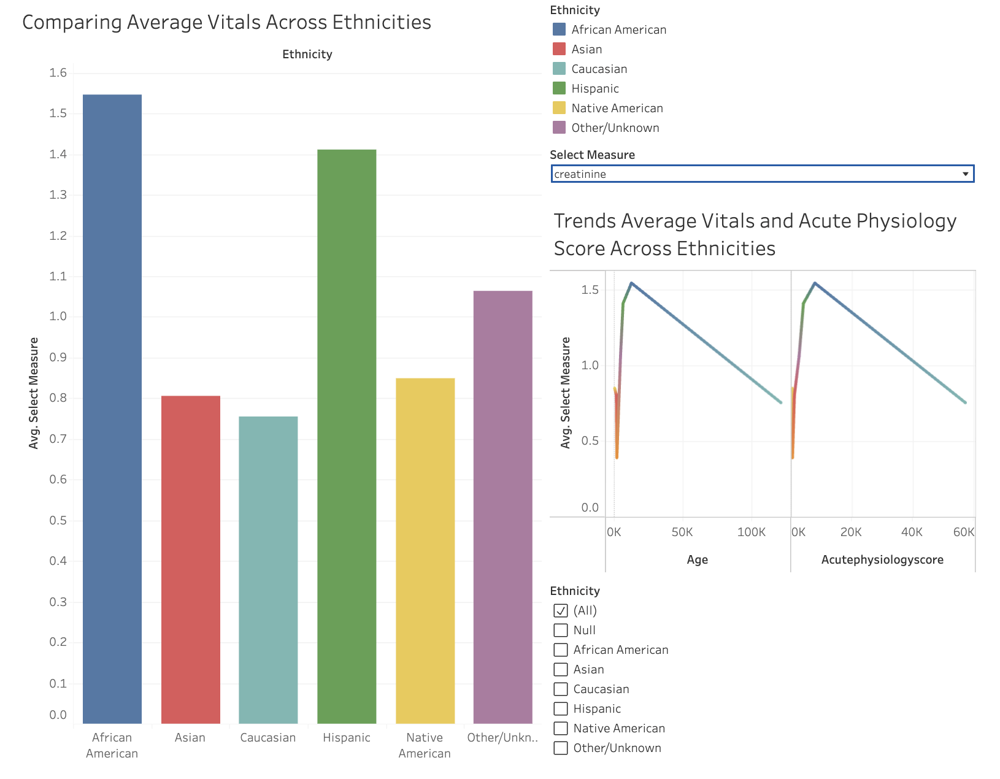 Comparing Average Vitals Across Ethnicities
Ethnicity
1.6
1.5
1.4
1.3
1.2
1.1
1.0
0.9
0.8
0.7
0.6
0.5
0.4
0.3
0.2
0.1
0.0
Avg. Select Measure
African American
Asian
Caucasian
Hispanic
Native American
Other/Unkn..
Ethnicity
African American
Asian
Caucasian
Hispanic
Native American
Other/Unknown
Select Measure
creatinine
Trends Average Vitals and Acute Physiology
Score Across Ethnicities
1.5
1.0
0.5
0.0
Avg. Select Measure
0K 50K 100K
0K 20K 40K 60K
Age
Acutephysiologyscore
Ethnicity
(All)
Null
African American
Asian
Caucasian
Hispanic
Native American
Other/Unknown